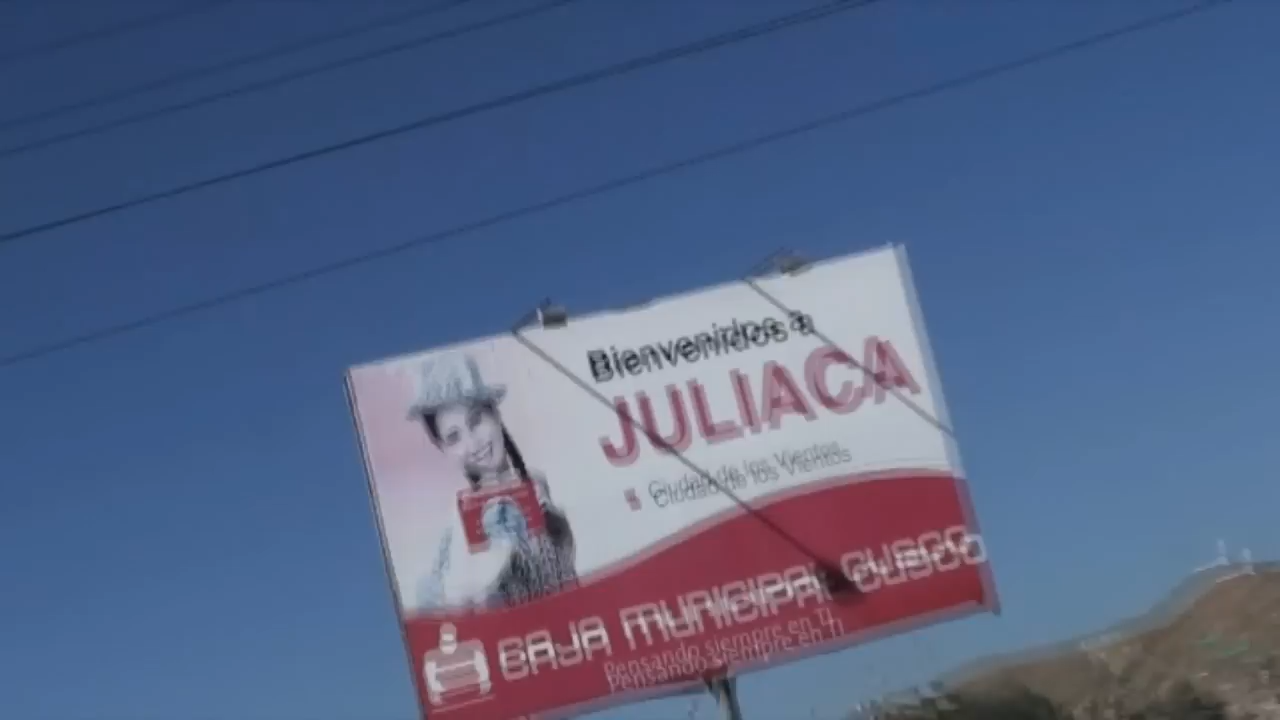 Bienvenidos a
JULIACA
Ciudad de los Vientos
CAJA MUNICIPAL CUSCO
Pensando siempre en TI